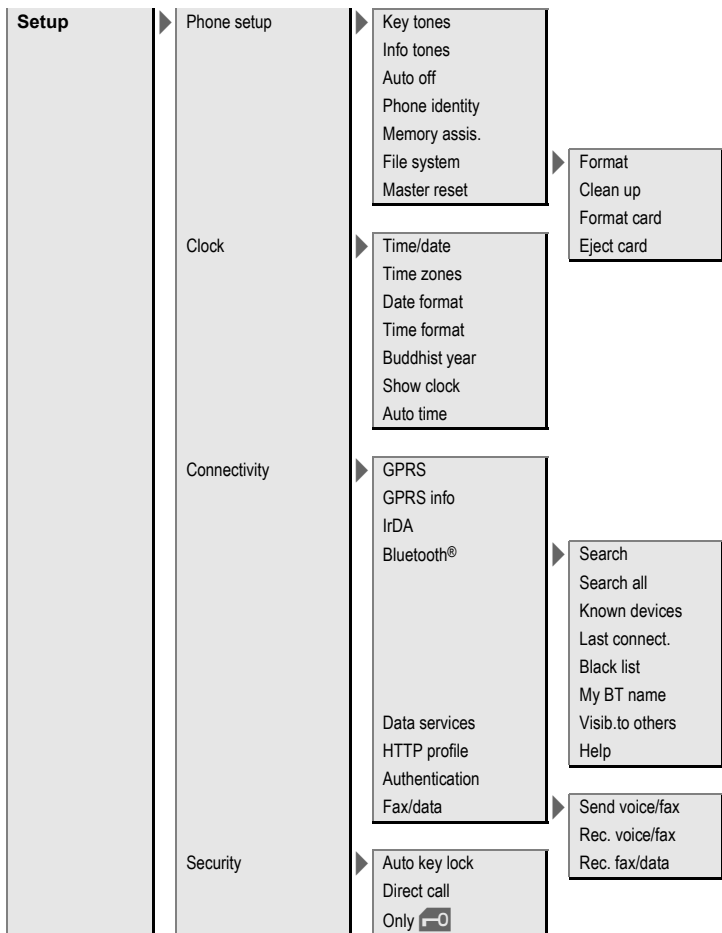 Setup
Phone setup
Key tones
Info tones
Auto off
Phone identity
Memory assis.
File system
Format
Clean up
Format card
Eject card
Master reset
Clock
Time/date
Time zones
Date format
Time format
Buddhist year
Show clock
Auto time
Connectivity
GPRS
GPRS info
IrDA
Bluetooth®
Search
Search all
Known devices
Last connect.
Black list
My BT name
Visib.to others
Help
Data services
HTTP profile
Authentication
Fax/data
Send voice/fax
Rec. voice/fax
Rec. fax/data
Security
Auto key lock
Direct call
Only